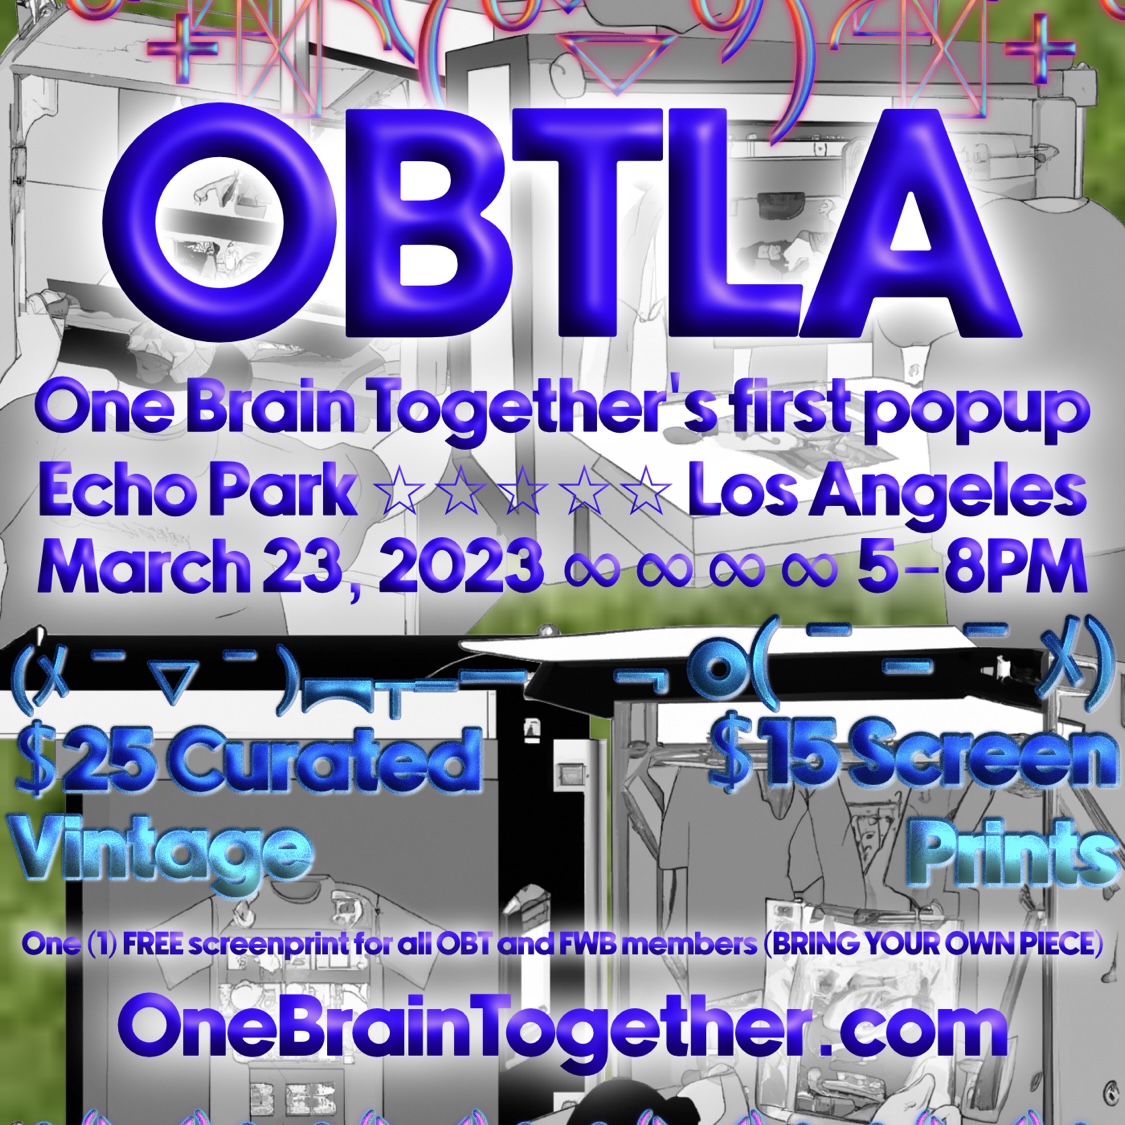 OBTLA
One Brain Together's first popup
Echo Park ☆☆☆☆☆ Los Angeles
March 23, 2023 ∞ ∞ ∞ ∞ 5–8PM
$25 Curated
Vintage
$15 Screen
Prints
One (1) FREE screenprint for all OBT and FWB members (BRING YOUR OWN PIECE)
OneBrainTogether.com